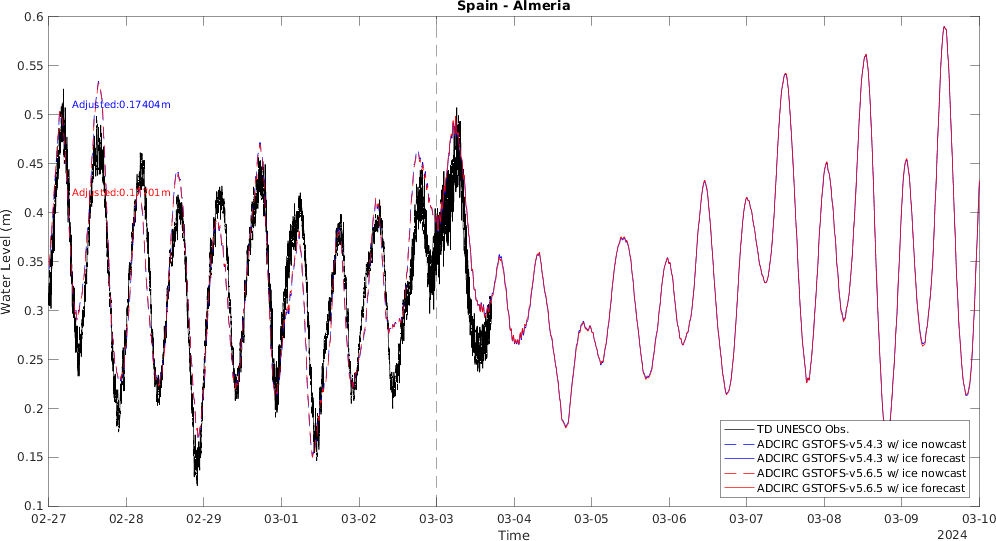 Spain - Almeria
0.6
0.55
0.5
0.45
0.4
0.35
0.3
0.25
0.2
0.15
0.1
Water Level (m)
Adjusted:0.17404m
TD UNESCO Obs.
ADCIRC GSTOFS-v5.4.3 w/ ice nowcast
ADCIRC GSTOFS-v5.4.3 w/ ice forecast
ADCIRC GSTOFS-v5.6.5 w/ ice nowcast
ADCIRC GSTOFS-v5.6.5 w/ ice forecast
02-27
02-28
02-29
03-01
03-02
03-03
03-04
03-05
03-06
03-07
03-08
03-09
03-10
Time
2024